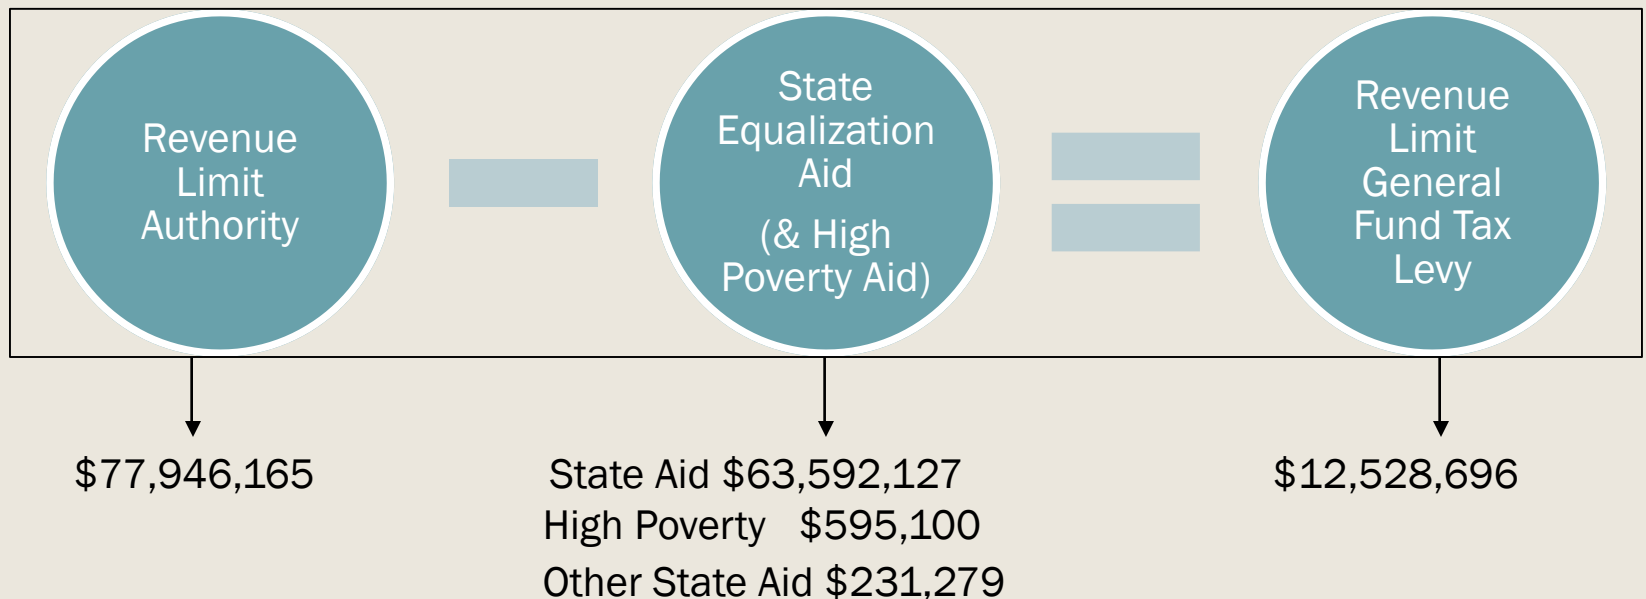 Revenue
Limit
Authority
State
Equalization
Aid
(& High
Poverty Aid)
Revenue
Limit
General
Fund Tax
Levy
$77,946,165
State Aid $63,592,127
High Poverty $595,100
Other State Aid $231,279
$12,528,696